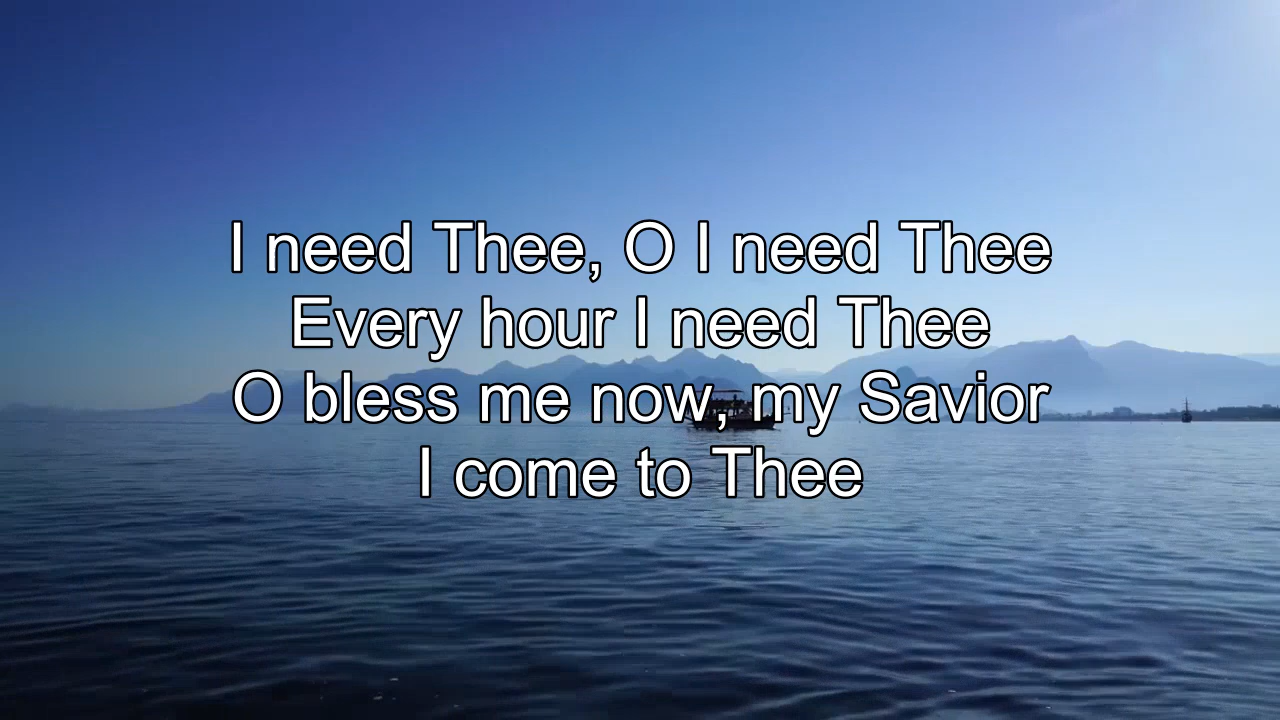 I need Thee, O I need Thee
Every hour I need Thee
O bless me now, my Savior
I come to Thee